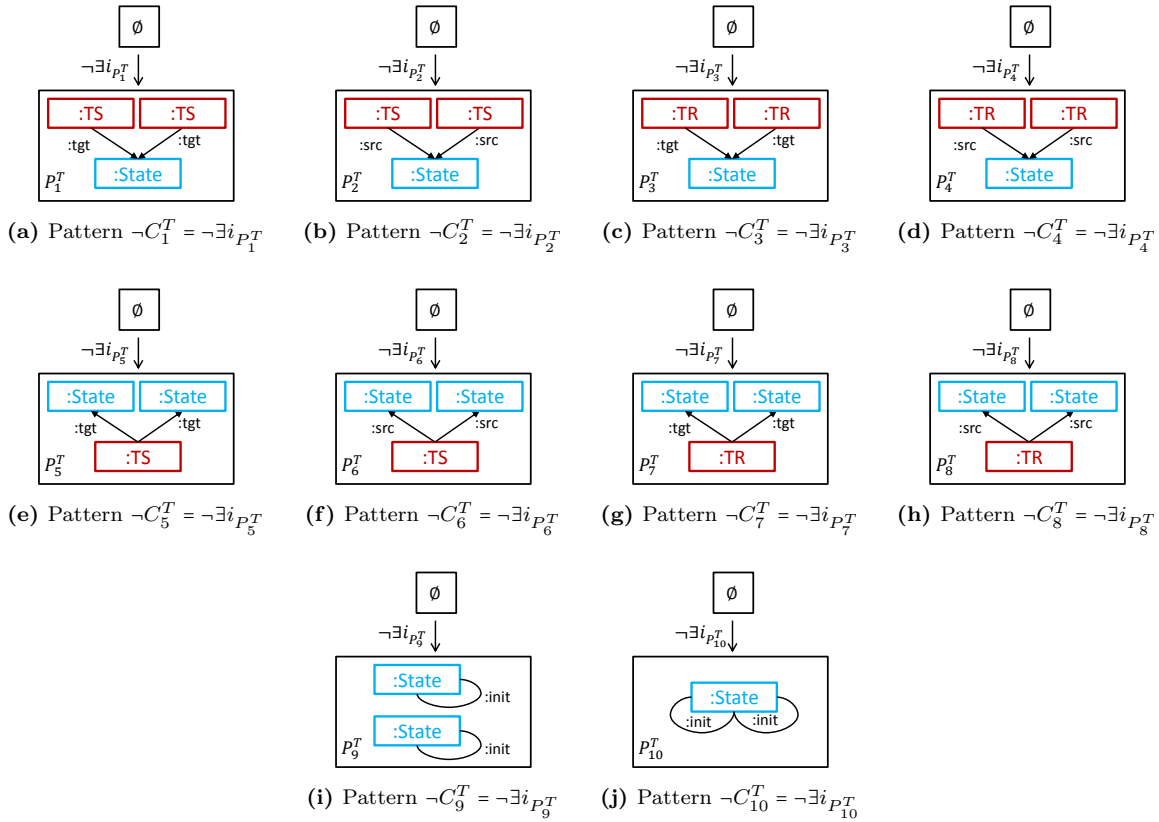 ∅ ∅ ∅ ∅
¬∃i_{P_1^T} ¬∃i_{P_2^T} ¬∃i_{P_3^T} ¬∃i_{P_4^T}
:TS :TS :TS :TS :TR :TR :TR :TR
:tgt :tgt :src :src :tgt :tgt :src :src
P_1^T :State P_2^T :State P_3^T :State P_4^T :State
(a) Pattern ¬C_1^T = ¬∃i_{P_1^T} (b) Pattern ¬C_2^T = ¬∃i_{P_2^T} (c) Pattern ¬C_3^T = ¬∃i_{P_3^T} (d) Pattern ¬C_4^T = ¬∃i_{P_4^T}
∅ ∅ ∅ ∅
¬∃i_{P_5^T} ¬∃i_{P_6^T} ¬∃i_{P_7^T} ¬∃i_{P_8^T}
:State :State :State :State :State :State :State :State
:tgt :tgt :src :src :tgt :tgt :src :src
P_5^T :TS P_6^T :TS P_7^T :TR P_8^T :TR
(e) Pattern ¬C_5^T = ¬∃i_{P_5^T} (f) Pattern ¬C_6^T = ¬∃i_{P_6^T} (g) Pattern ¬C_7^T = ¬∃i_{P_7^T} (h) Pattern ¬C_8^T = ¬∃i_{P_8^T}
∅ ∅
¬∃i_{P_9^T} ¬∃i_{P_{10}^T}
:State :init :State
:init :init
:State :init
P_9^T P_{10}^T
(i) Pattern ¬C_9^T = ¬∃i_{P_9^T} (j) Pattern ¬C_{10}^T = ¬∃i_{P_{10}^T}